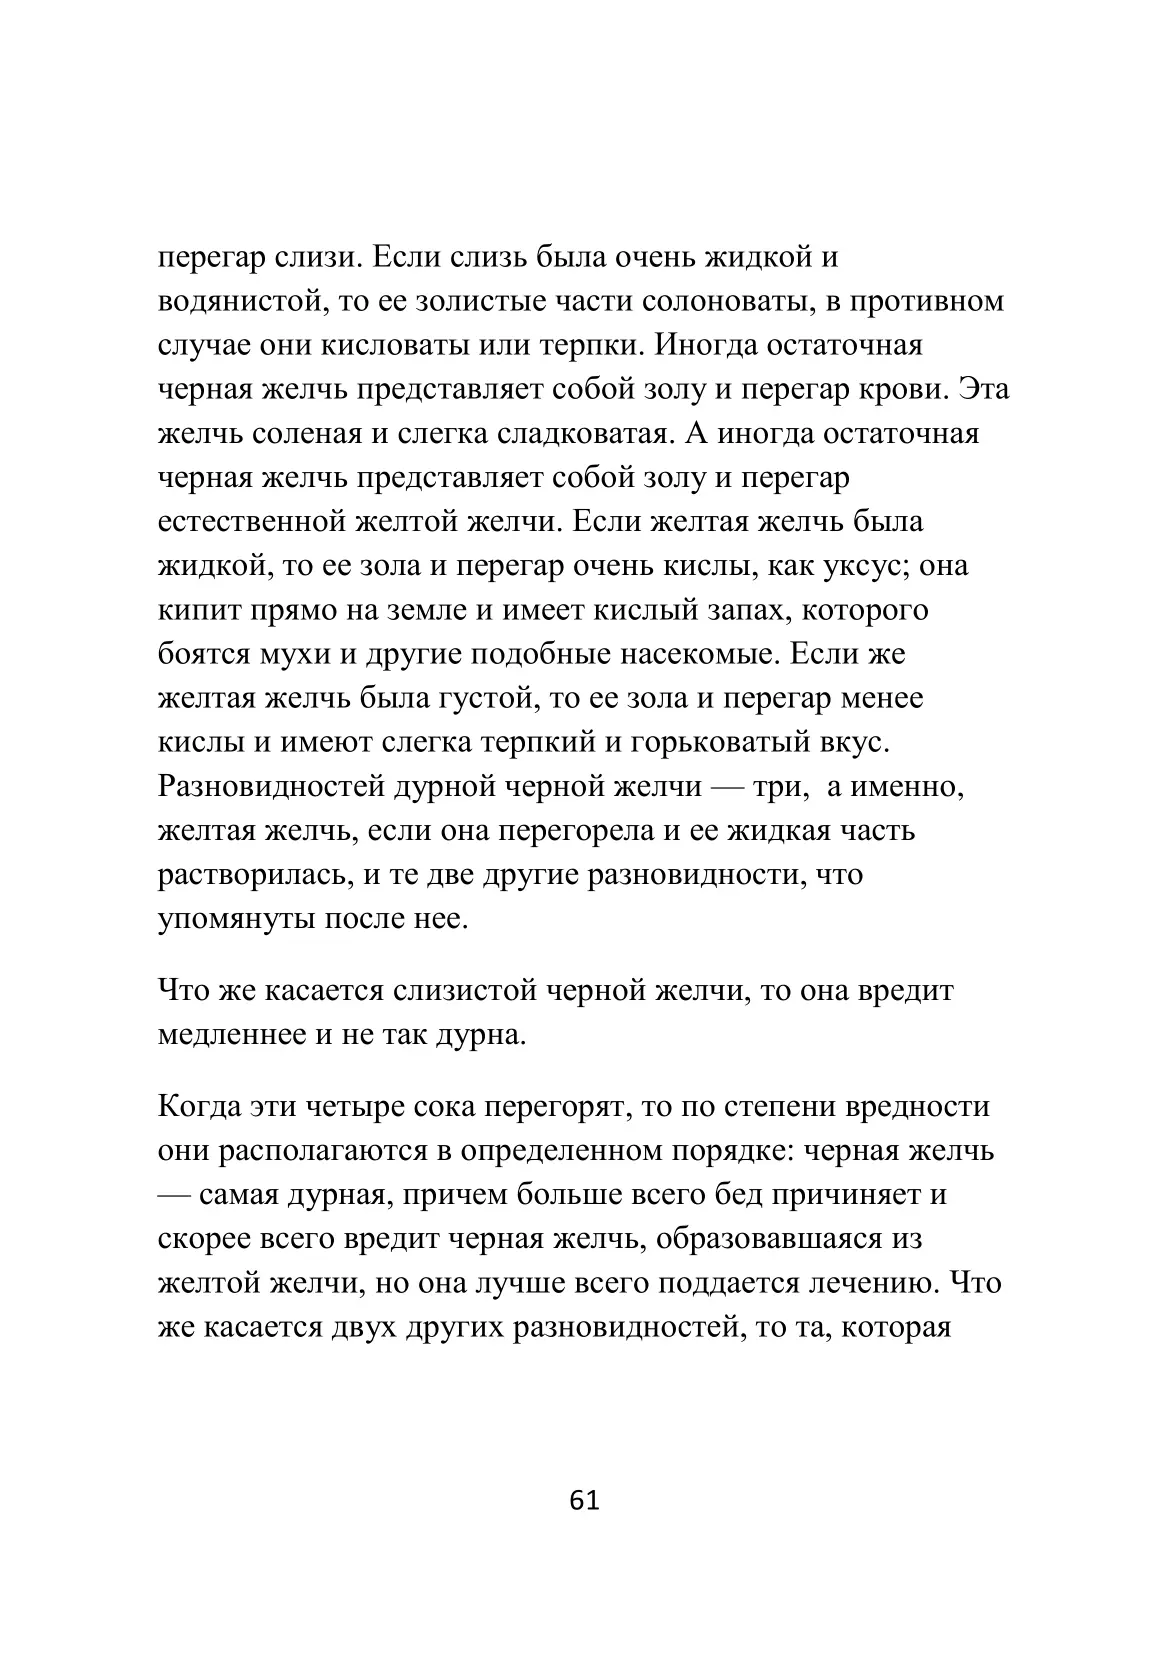 перегар слизи. Если слизь была очень жидкой и
водянистой, то ее золистые части солоноваты, в противном
случае они кисловаты или терпки. Иногда остаточная
черная желчь представляет собой золу и перегар крови. Эта
желчь соленая и слегка сладковатая. А иногда остаточная
черная желчь представляет собой золу и перегар
естественной желтой желчи. Если желтая желчь была
жидкой, то ее зола и перегар очень кислы, как уксус; она
кипит прямо на земле и имеет кислый запах, которого
боятся мухи и другие подобные насекомые. Если же
желтая желчь была густой, то ее зола и перегар менее
кислы и имеют слегка терпкий и горьковатый вкус.
Разновидностей дурной черной желчи — три,  а именно,
желтая желчь, если она перегорела и ее жидкая часть
растворилась, и те две другие разновидности, что
упомянуты после нее.
Что же касается слизистой черной желчи, то она вредит
медленнее и не так дурна.
Когда эти четыре сока перегорят, то по степени вредности
они располагаются в определенном порядке: черная желчь
— самая дурная, причем больше всего бед причиняет и
скорее всего вредит черная желчь, образовавшаяся из
желтой желчи, но она лучше всего поддается лечению. Что
же касается двух других разновидностей, то та, которая
61